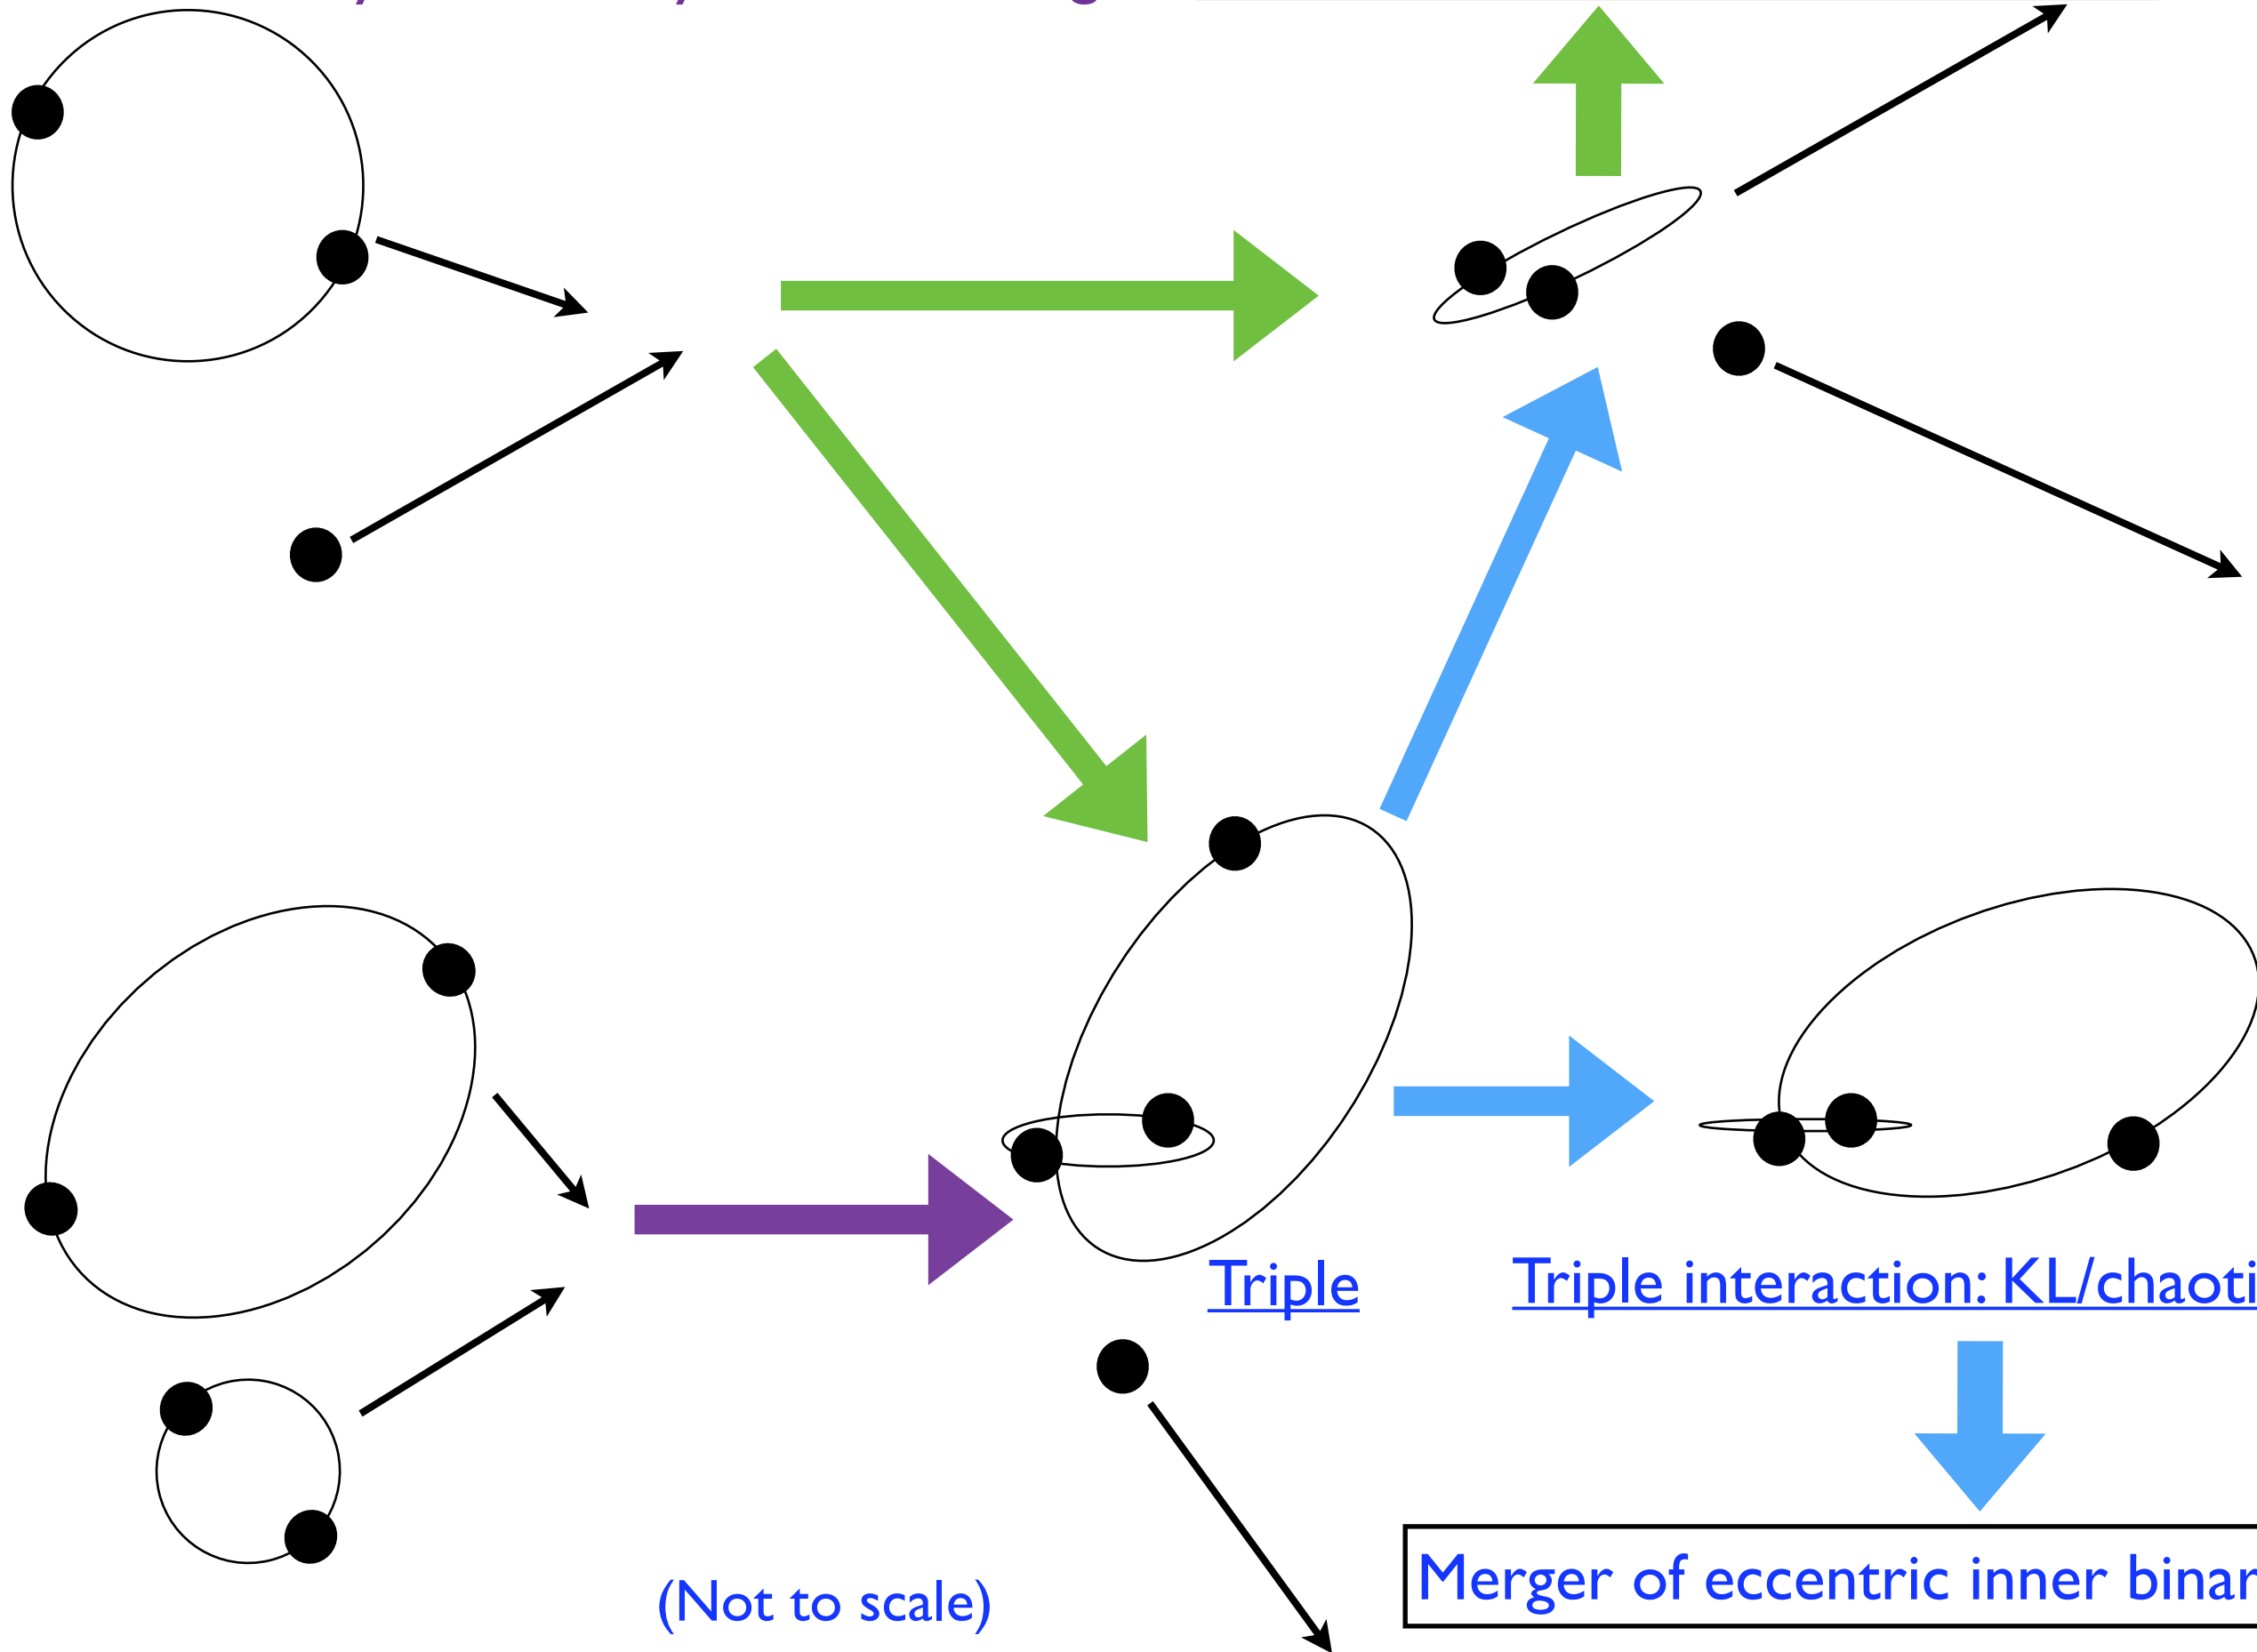 Triple
Triple interaction: KL/chaoti
Merger of eccentric inner binar
(Not to scale)